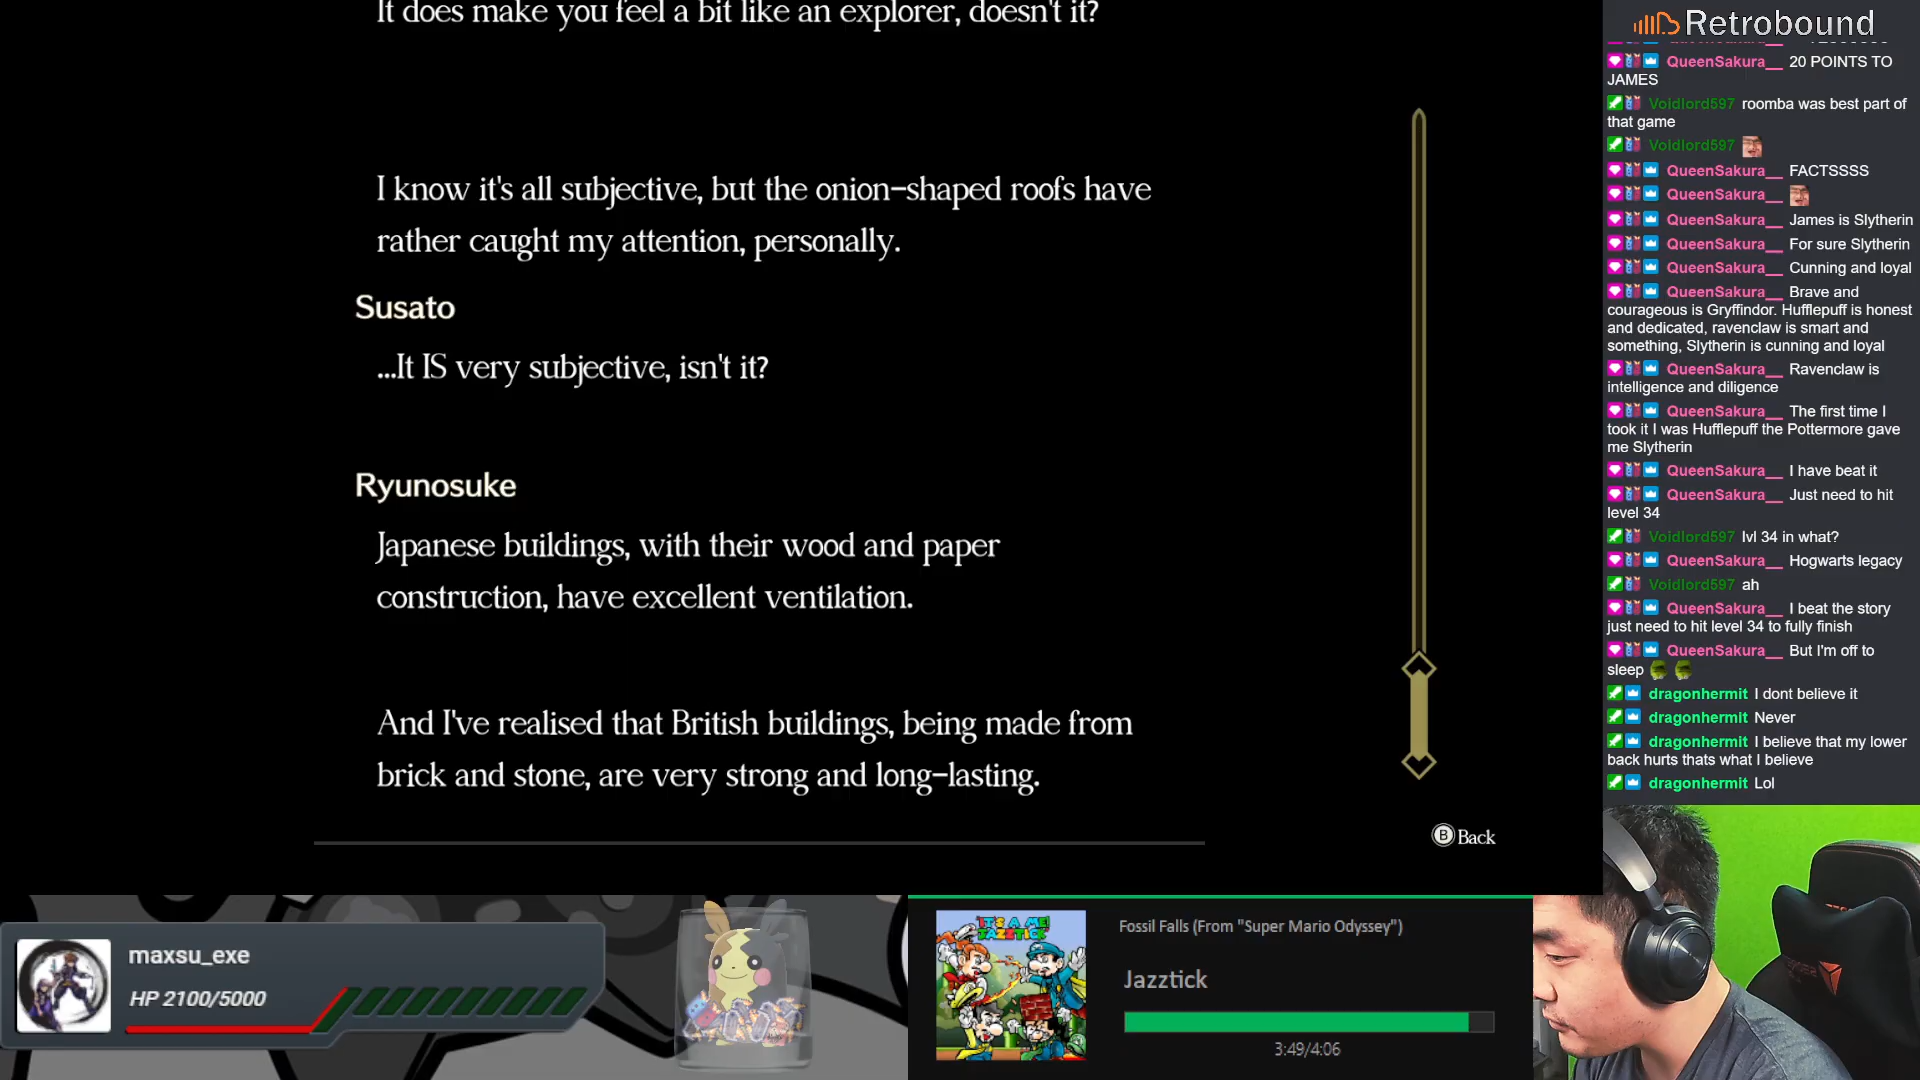 It does make you feel a bit like an explorer, doesn't it?
I know it's all subjective, but the onion-shaped roofs have
rather caught my attention, personally.
Susato
...It IS very subjective, isn't it?
Ryunosuke
Japanese buildings, with their wood and paper
construction, have excellent ventilation.
And I've realised that British buildings, being made from
brick and stone, are very strong and long-lasting.
B Back
Retrobound
QueenSakura__ 20 POINTS TO
JAMES
Voidlord597 roomba was best part of
that game
Voidlord597
QueenSakura__ FACTSSSS
QueenSakura__
QueenSakura__ James is Slytherin
QueenSakura__ For sure Slytherin
QueenSakura__ Cunning and loyal
QueenSakura__ Brave and
courageous is Gryffindor. Hufflepuff is honest
and dedicated, ravenclaw is smart and
something, Slytherin is cunning and loyal
QueenSakura__ Ravenclaw is
intelligence and diligence
QueenSakura__ The first time I
took it I was Hufflepuff the Pottermore gave
me Slytherin
QueenSakura__ I have beat it
QueenSakura__ Just need to hit
level 34
Voidlord597 lvl 34 in what?
QueenSakura__ Hogwarts legacy
Voidlord597 ah
QueenSakura__ I beat the story
just need to hit level 34 to fully finish
QueenSakura__ But I'm off to
sleep
dragonhermit I dont believe it
dragonhermit Never
dragonhermit I believe that my lower
back hurts thats what I believe
dragonhermit Lol
maxsu_exe
HP 2100/5000
IT'S A ME!
JAZZTICK
Fossil Falls (From "Super Mario Odyssey")
Jazztick
3:49/4:06